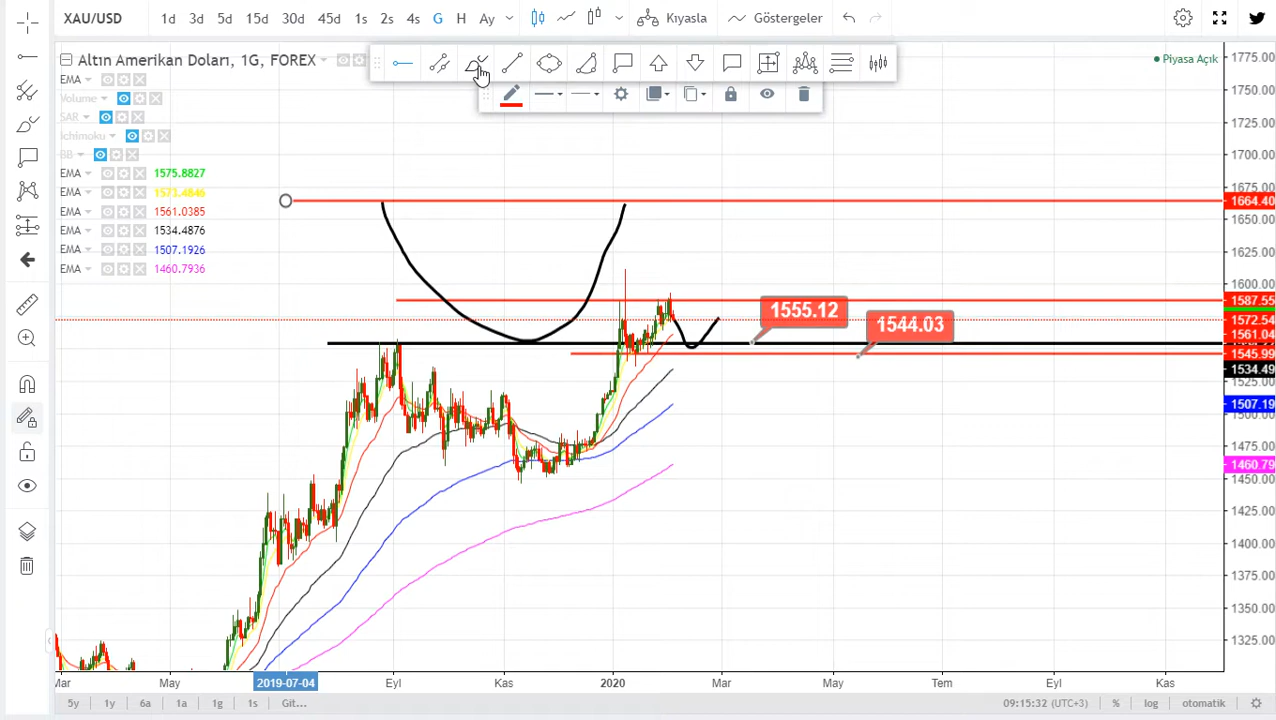 XAU/USD 1d 3d 5d 15d 30d 45d 1s 2s 4s G H Ay Kıyasla Göstergeler
Altın Amerikan Doları, 1G, FOREX
Piyasa Açık
EMA
Volume
SAR
Ichimoku
BB
EMA 1575.8827
EMA 1573.4846
EMA 1561.0385
EMA 1534.4876
EMA 1507.1926
EMA 1460.7936
1555.12
1544.03
1775.00
1750.00
1725.00
1700.00
1675.00
1664.40
1650.00
1625.00
1600.00
1587.55
1572.54
1561.04
1545.99
1534.49
1525.00
1507.19
1500.00
1475.00
1460.79
1450.00
1425.00
1400.00
1375.00
1350.00
1325.00
Mar May 2019-07-04 Eyl Kas 2020 Mar May Tem Eyl Kas
5y 1y 6a 1a 1g 1s Git... 09:15:32 (UTC+3) % log otomatik